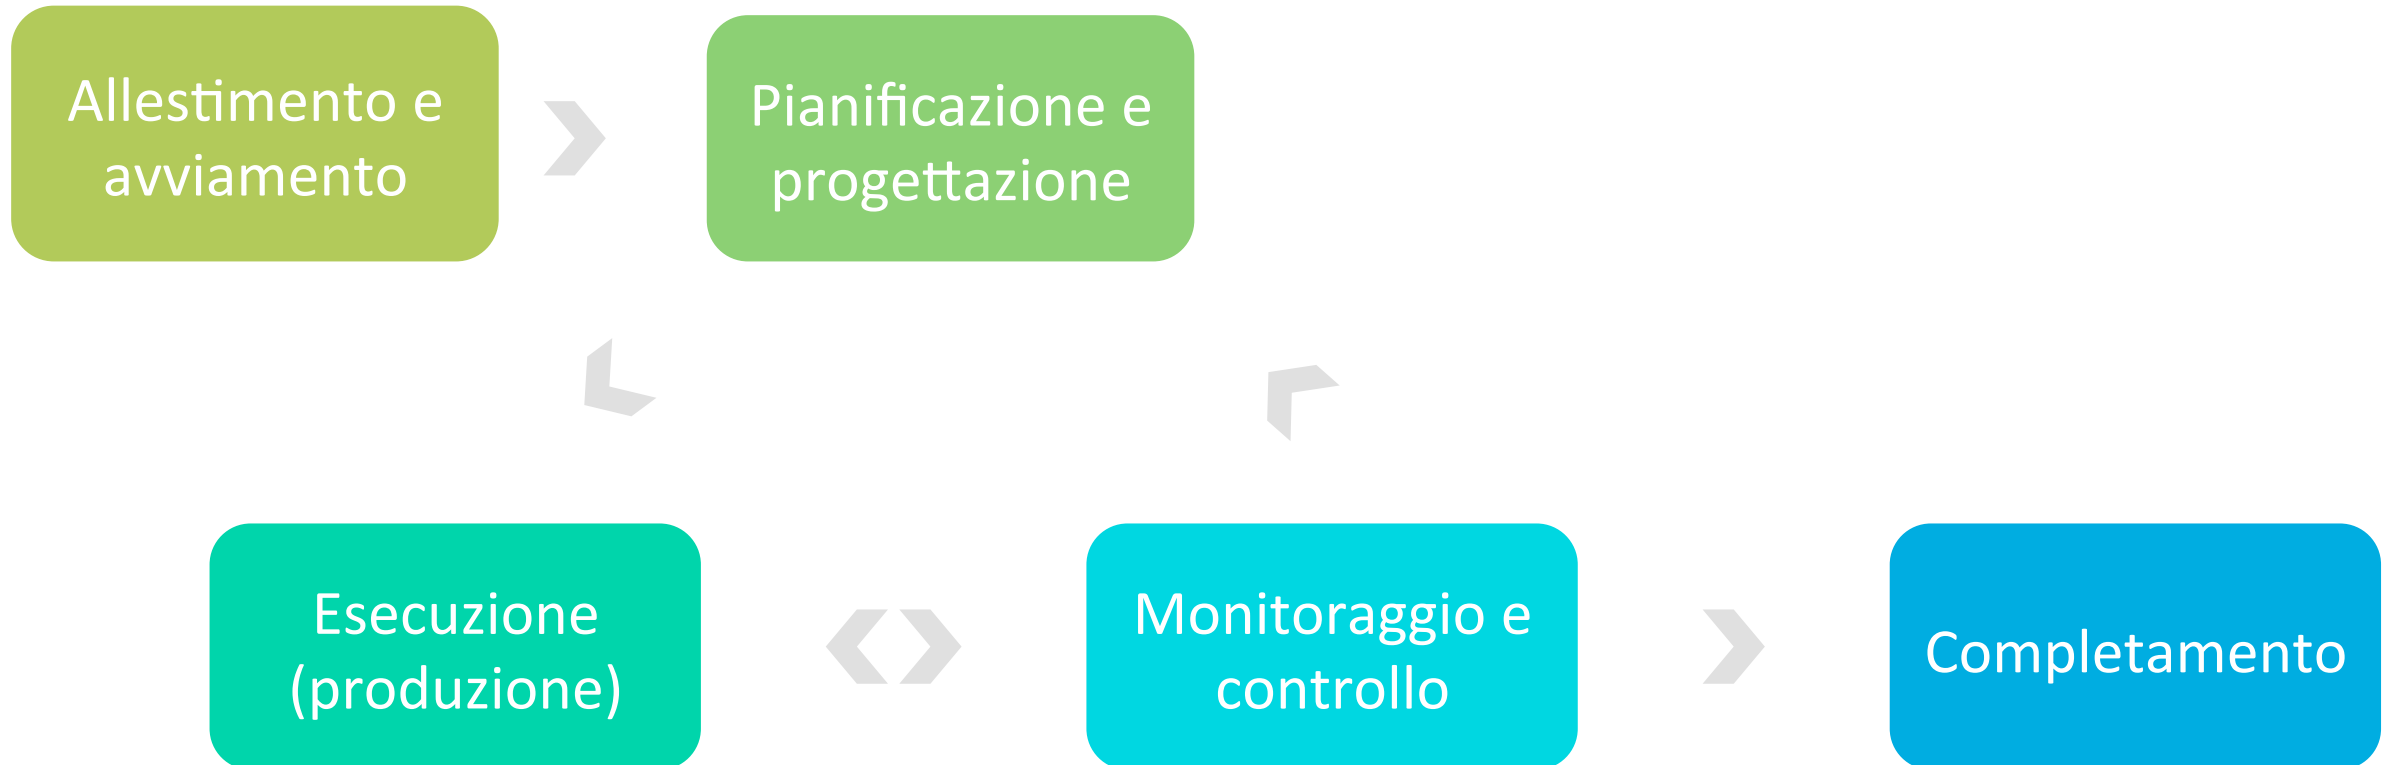 Allestimento e
avviamento
Pianificazione e
progettazione
Esecuzione
(produzione)
Monitoraggio e
controllo
Completamento